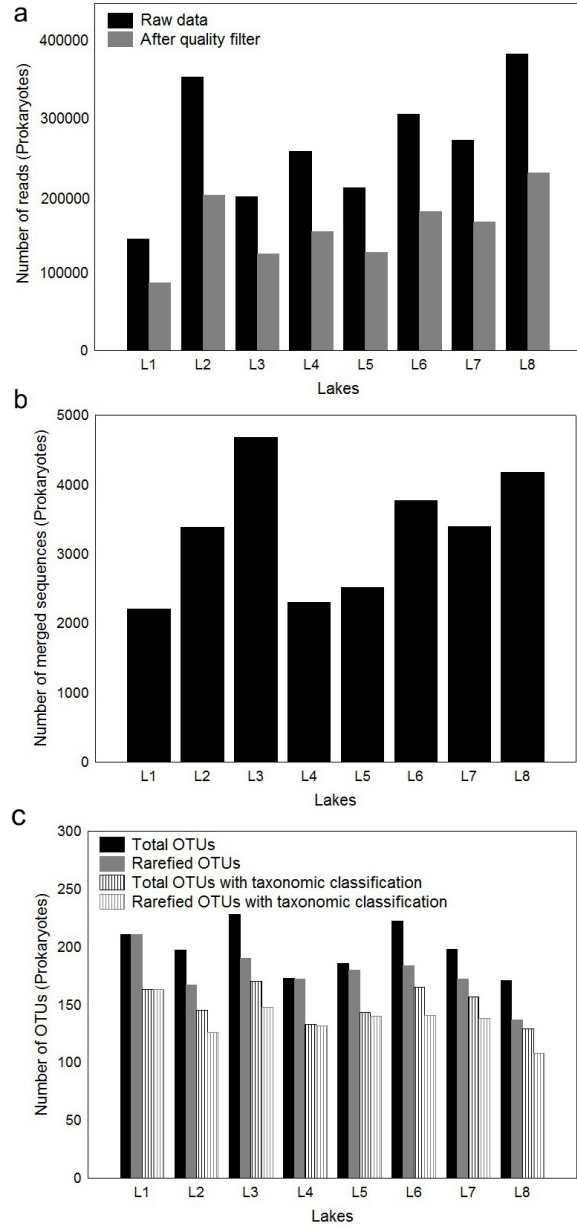 a
Raw data
After quality filter
400000
300000
200000
100000
0
Number of reads (Prokaryotes)
L1 L2 L3 L4 L5 L6 L7 L8
Lakes
b
5000
4000
3000
2000
1000
0
Number of merged sequences (Prokaryotes)
L1 L2 L3 L4 L5 L6 L7 L8
Lakes
c
300
250
200
150
100
50
0
Number of OTUs (Prokaryotes)
Total OTUs
Rarefied OTUs
Total OTUs with taxonomic classification
Rarefied OTUs with taxonomic classification
L1 L2 L3 L4 L5 L6 L7 L8
Lakes